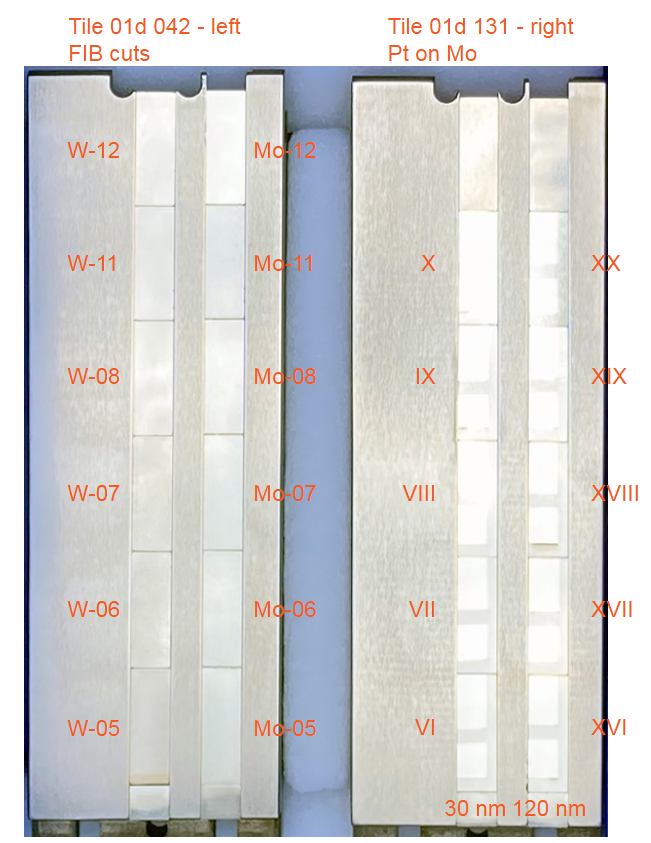 Tile 01d 042 - left
FIB cuts
Tile 01d 131 - right
Pt on Mo
W-12
Mo-12
W-11
Mo-11
X
XX
W-08
Mo-08
IX
XIX
W-07
Mo-07
VIII
XVIII
W-06
Mo-06
VII
XVII
W-05
Mo-05
VI
XVI
30 nm 120 nm